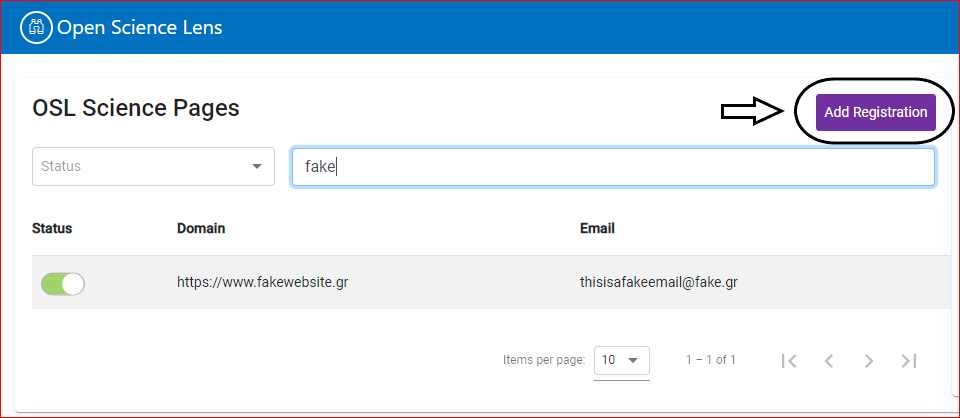 Open Science Lens
OSL Science Pages
Add Registration
Status
fake
Status Domain Email
https://www.fakewebsite.gr thisisafakeemail@fake.gr
Items per page: 10 1 – 1 of 1